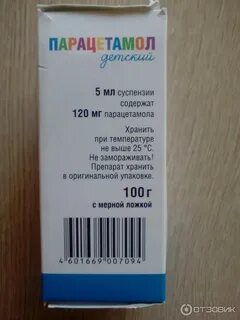 ПАРАЦЕТАМОЛ
детский
5 мл суспензии
содержат
120 мг парацетамола
Хранить
при температуре
не выше 25 °С.
Не замораживать!
Препарат хранить
в оригинальной упаковке.
100 г
с мерной ложкой
4 601669 007094
ОТЗОВИК